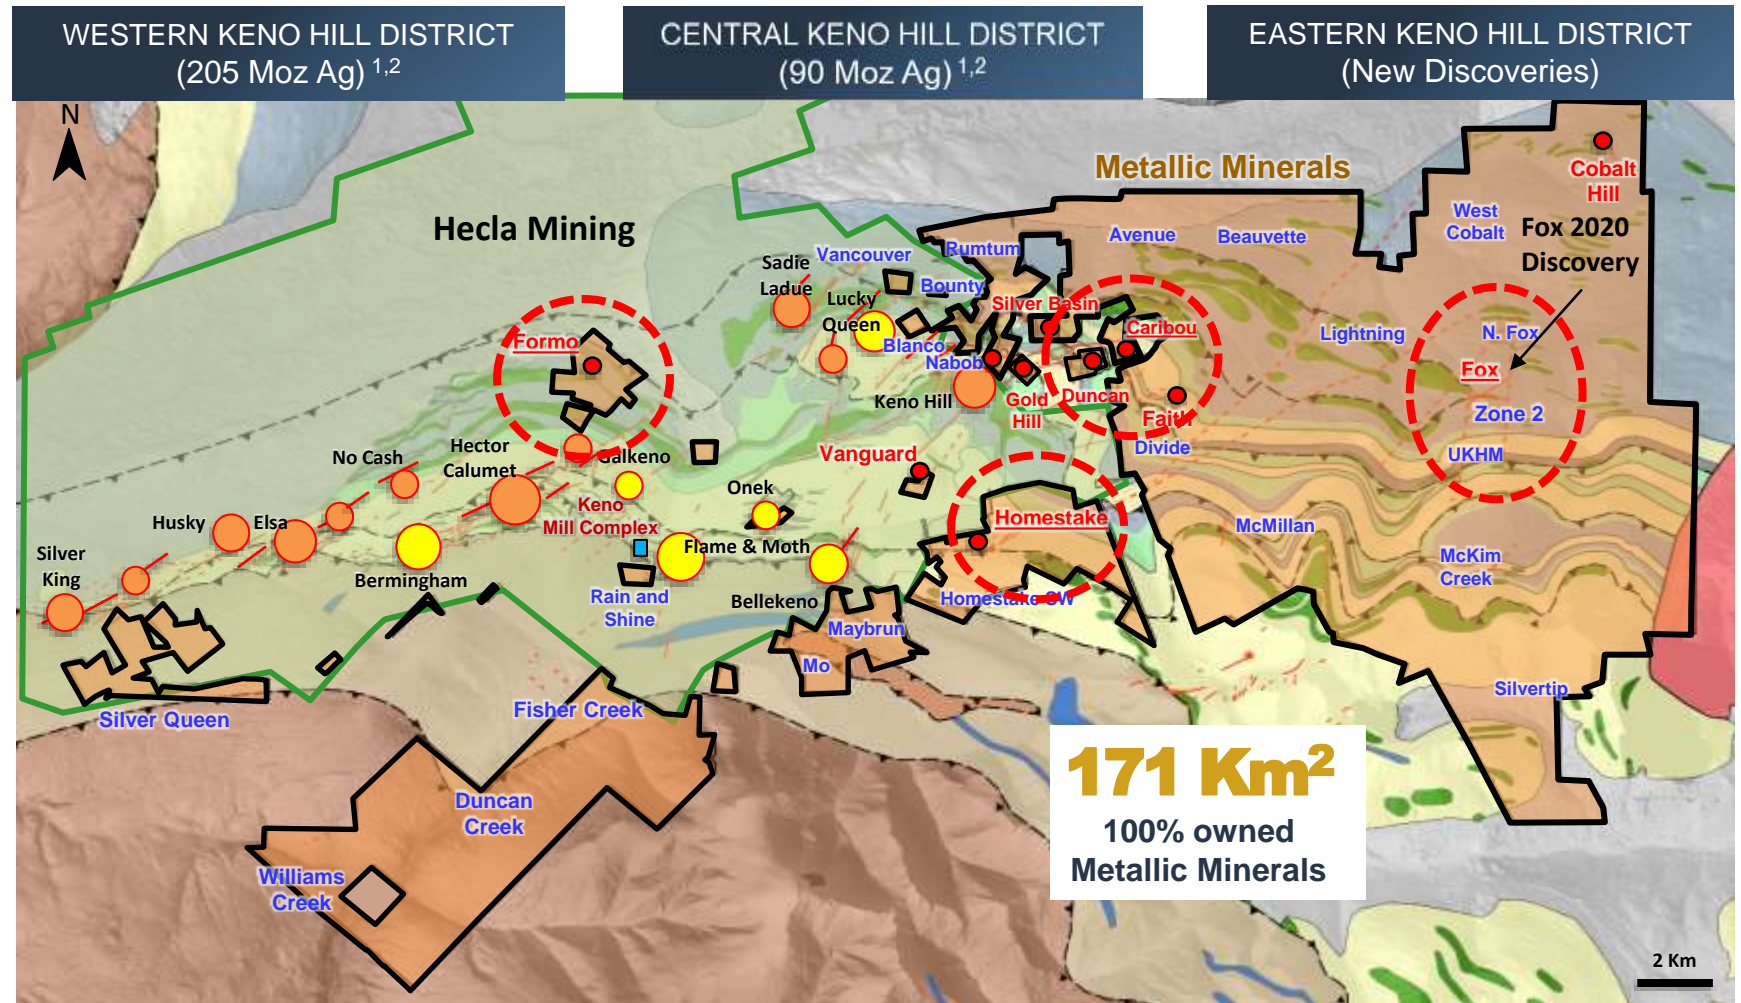 WESTERN KENO HILL DISTRICT
(205 Moz Ag) 1,2
CENTRAL KENO HILL DISTRICT
(90 Moz Ag) 1,2
EASTERN KENO HILL DISTRICT
(New Discoveries)
N
Metallic Minerals
Cobalt
Hill
Hecla Mining
West
Cobalt
Fox 2020
Discovery
Avenue
Beauvette
Rumtum
Vancouver
Sadie
Ladue
Bounty
Lucky
Queen
Silver Basin
Caribou
Lightning
N. Fox
Formo
Blanco
Nabob
Fox
Keno Hill
Gold
Hill
Duncan
Faith
Zone 2
Divide
UKHM
Hector
Calumet
No Cash
Galkeno
Vanguard
Onek
Keno
Mill Complex
Homestake
McMillan
Husky
Elsa
Flame & Moth
Silver
King
Bermingham
McKim
Creek
Rain and
Shine
Bellekeno
Homestake SW
Maybrun
Mo
Silvertip
Silver Queen
Fisher Creek
171 Km2
100% owned
Metallic Minerals
Duncan
Creek
Williams
Creek
2 Km